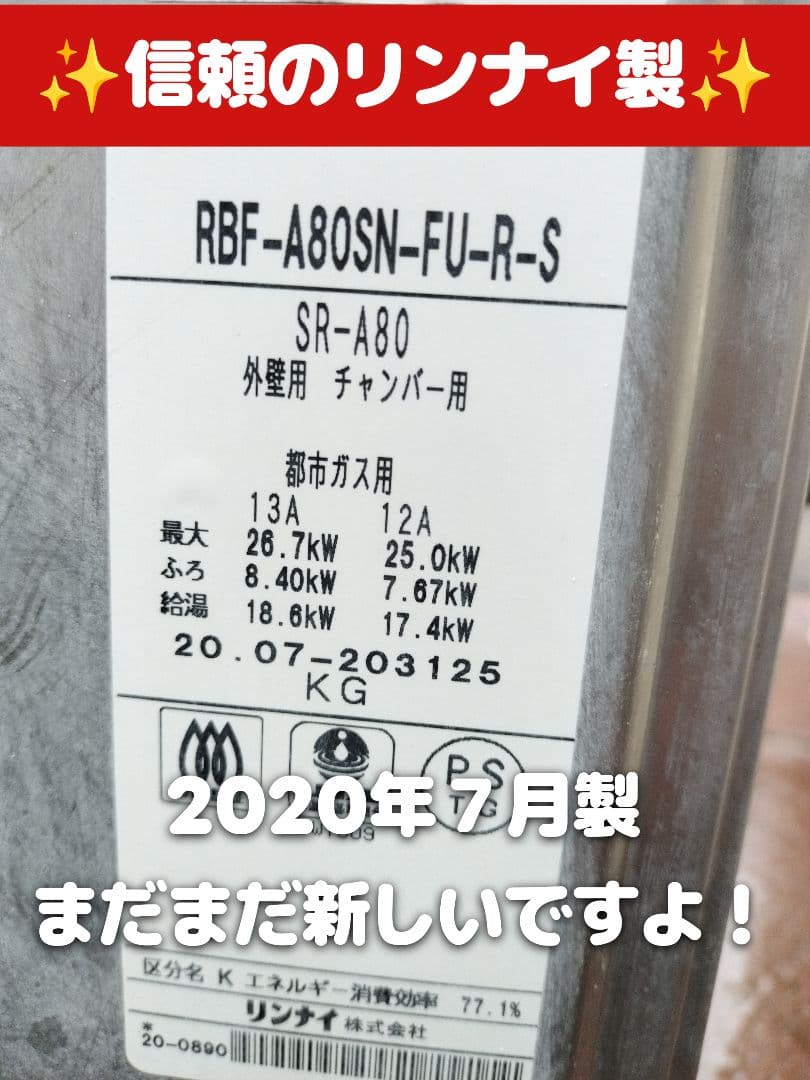 ✨信頼のリンナイ製✨
RBF-A80SN-FU-R-S
SR-A80
外壁用 チャンバー用
都市ガス用
13A 12A
最大 26.7kW 25.0kW
ふろ 8.40kW 7.67kW
給湯 18.6kW 17.4kW
20.07-203125
KG
PS
TG
2020年7月製
まだまだ新しいですよ！
区分名 K エネルギー消費効率 77.1%
リンナイ株式会社
*
20-0890